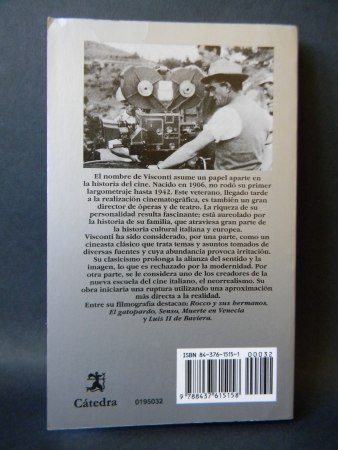 El nombre de Visconti asume un papel aparte en
la historia del cine. Nacido en 1906, no rodó su primer
largometraje hasta 1942. Este veterano, llegado tarde
a la realización cinematográfica, es también un gran
director de óperas y de teatro. La riqueza de su
personalidad resulta fascinante; está aureolado por la
historia de su familia, que atraviesa gran parte de
la historia cultural italiana y europea.
Visconti ha sido considerado, por una parte, como un
cineasta clásico que trata temas y asuntos tomados de
diversas fuentes y cuya abundancia provoca irritación.
Su clasicismo prolonga la alianza del sentido y la
imagen, lo que es rechazado por la modernidad. Por
otra parte, se le considera uno de los creadores de la
nueva escuela del cine italiano, el neorrealismo. Su
obra iniciaría una ruptura utilizando una aproximación
más directa a la realidad.
Entre su filmografía destacan: Rocco y sus hermanos,
El gatopardo, Senso, Muerte en Venecia
y Luis II de Baviera.
ISBN 84-376-1515-1
00032
9 788437 615158
Cátedra
0195032